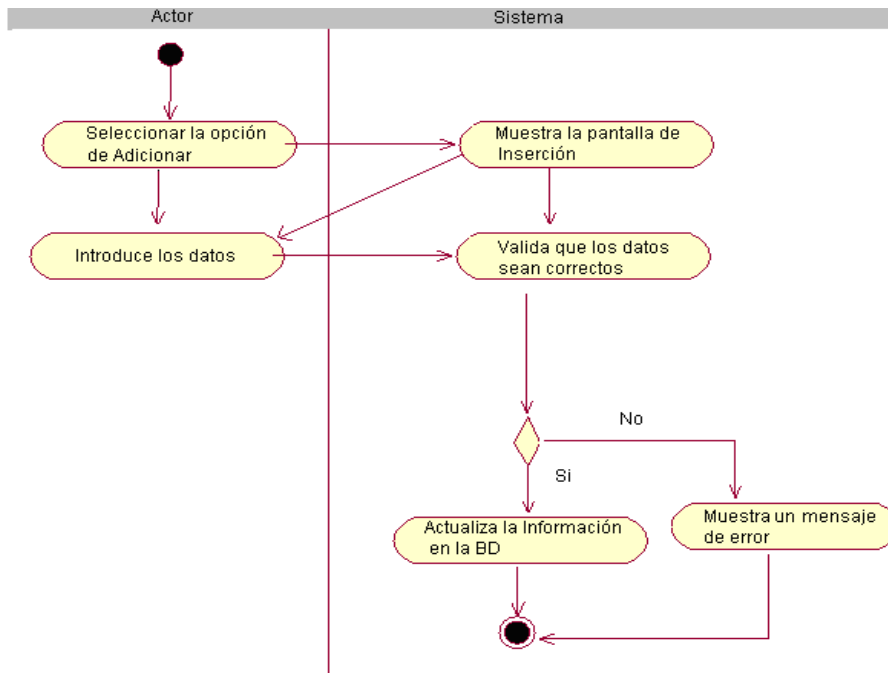 Actor
Sistema
Seleccionar la opción
de Adicionar
Muestra la pantalla de
Inserción
Introduce los datos
Valida que los datos
sean correctos
No
Si
Actualiza la Información
en la BD
Muestra un mensaje
de error